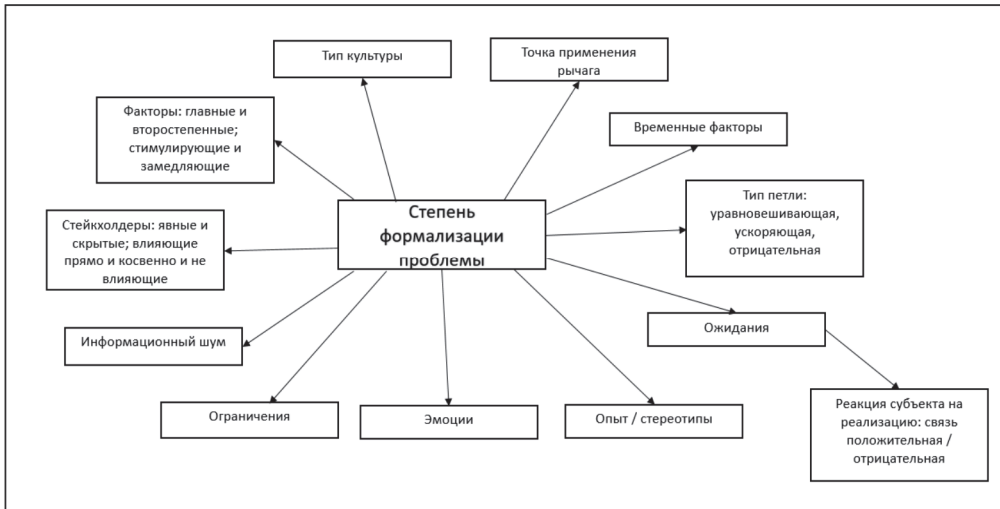 Тип культуры
Точка применения
рычага
Факторы: главные и
второстепенные;
стимулирующие и
замедляющие
Временные факторы
Тип петли:
уравновешивающая,
ускоряющая,
отрицательная
Степень
формализации
проблемы
Стейкхолдеры: явные и
скрытые; влияющие
прямо и косвенно и не
влияющие
Ожидания
Информационный шум
Ограничения
Эмоции
Опыт / стереотипы
Реакция субъекта на
реализацию: связь
положительная /
отрицательная